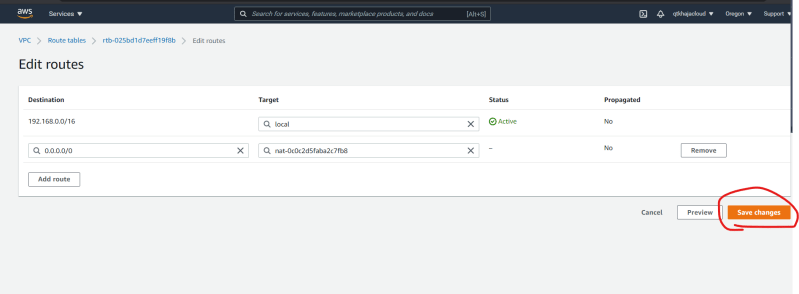 aws Services ▼ Search for services, features, marketplace products, and docs [Alt+S] qtkhajacloud ▼ Oregon ▼ Support ▼
VPC > Route tables > rtb-025bd1d7eeff19f8b > Edit routes
Edit routes
Destination Target Status Propagated
192.168.0.0/16 local Active No
0.0.0.0/0 nat-0c0c2d5faba2c7fb8 – No Remove
Add route
Cancel Preview Save changes